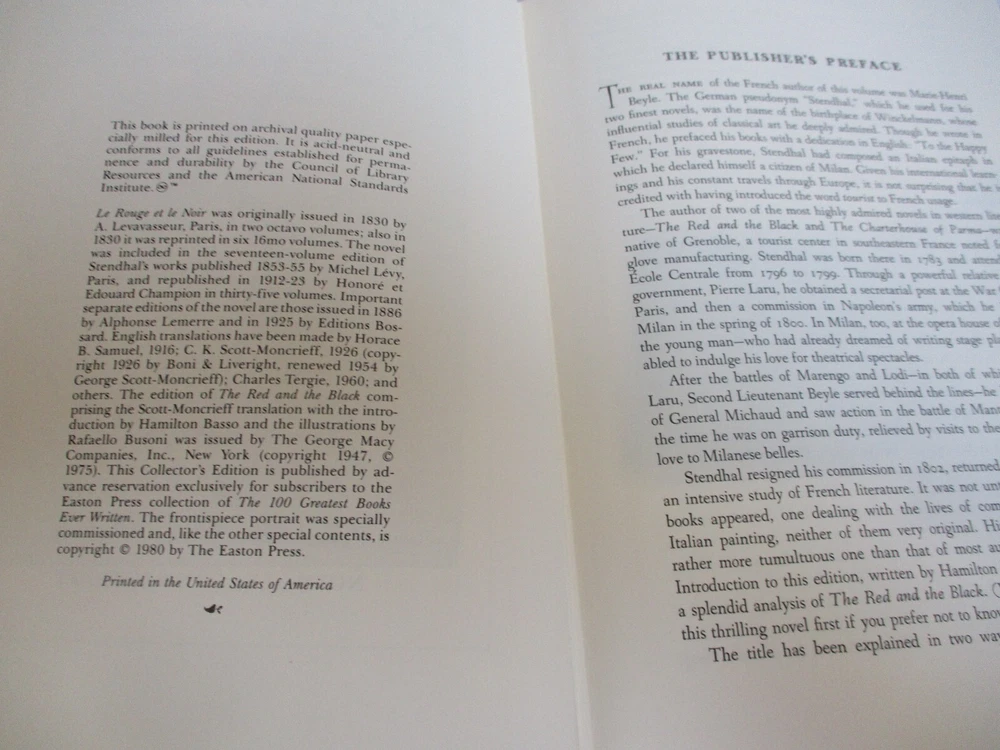 This book is printed on archival quality paper espe-
cially milled for this edition. It is acid-neutral and
conforms to all guidelines established for perma-
nence and durability by the Council of Library
Resources and the American National Standards
Institute. ♾™
Le Rouge et le Noir was originally issued in 1830 by
A. Levavasseur, Paris, in two octavo volumes; also in
1830 it was reprinted in six 16mo volumes. The novel
was included in the seventeen-volume edition of
Stendhal's works published 1853-55 by Michel Lévy,
Paris, and republished in 1912-23 by Honoré et
Edouard Champion in thirty-five volumes. Important
separate editions of the novel are those issued in 1886
by Alphonse Lemerre and in 1925 by Editions Bos-
sard. English translations have been made by Horace
B. Samuel, 1916; C. K. Scott-Moncrieff, 1926 (copy-
right 1926 by Boni & Liveright, renewed 1954 by
George Scott-Moncrieff); Charles Tergie, 1960; and
others. The edition of The Red and the Black com-
prising the Scott-Moncrieff translation with the intro-
duction by Hamilton Basso and the illustrations by
Rafaello Busoni was issued by The George Macy
Companies, Inc., New York (copyright 1947, ©
1975). This Collector's Edition is published by ad-
vance reservation exclusively for subscribers to the
Easton Press collection of The 100 Greatest Books
Ever Written. The frontispiece portrait was specially
commissioned and, like the other special contents, is
copyright © 1980 by The Easton Press.
Printed in the United States of America
THE PUBLISHER'S PREFACE
THE REAL NAME of the French author of this volume was Marie-Henri
Beyle. The German pseudonym "Stendhal," which he used for his
two finest novels, was the name of the birthplace of Winckelmann, whose
influential studies of classical art he deeply admired. Though he wrote in
French, he prefaced his books with a dedication in English: "To the Happy
Few." For his gravestone, Stendhal had composed an Italian epitaph in
which he declared himself a citizen of Milan. Given his international learn-
ings and his constant travels through Europe, it is not surprising that he is
credited with having introduced the word tourist to French usage.
The author of two of the most highly admired novels in western
ture—The Red and the Black and The Charterhouse of Parma—
native of Grenoble, a tourist center in southeastern France noted
glove manufacturing. Stendhal was born there in 1783 and
École Centrale from 1796 to 1799. Through a powerful relative
government, Pierre Laru, he obtained a secretarial post at the War
Paris, and then a commission in Napoleon's army, which he
Milan in the spring of 1800. In Milan, too, at the opera house
the young man—who had already dreamed of writing stage
abled to indulge his love for theatrical spectacles.
After the battles of Marengo and Lodi—in both of
Laru, Second Lieutenant Beyle served behind the lines—he
of General Michaud and saw action in the battle of
the time he was on garrison duty, relieved by visits to the
love to Milanese belles.
Stendhal resigned his commission in 1802, returned
an intensive study of French literature. It was not
books appeared, one dealing with the lives of
Italian painting, neither of them very original.
rather more tumultuous one than that of most
Introduction to this edition, written by Hamilton
a splendid analysis of The Red and the Black.
this thrilling novel first if you prefer not to
The title has been explained in two